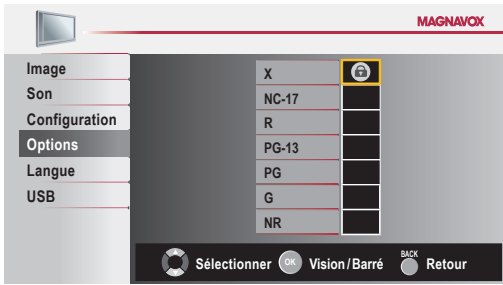 MAGNAVOX
Image
Son
Configuration
Options
Langue
USB
X
NC-17
R
PG-13
PG
G
NR
Sélectionner OK Vision / Barré BACK Retour